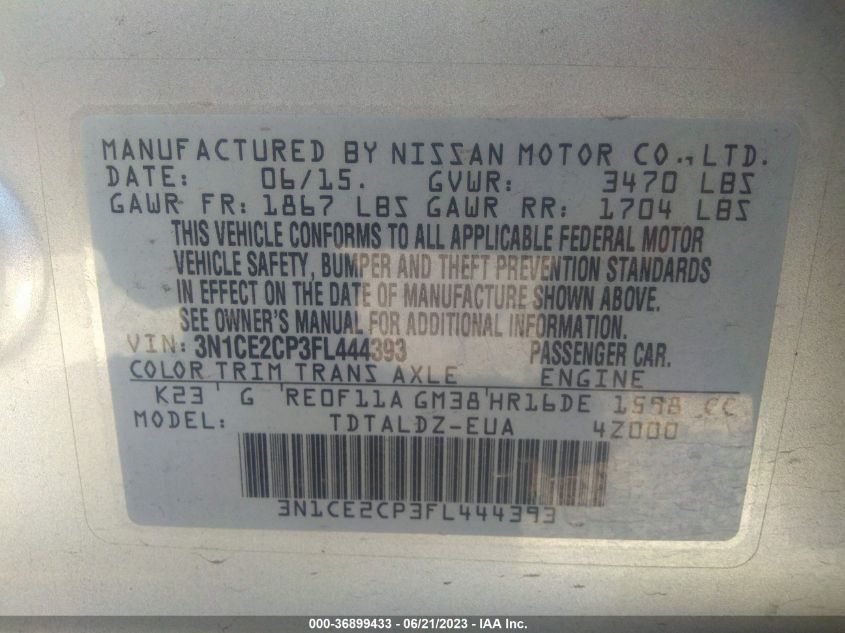 MANUFACTURED BY NISSAN MOTOR CO., LTD.
DATE: 06/15. GVWR: 3470 LBS
GAWR FR: 1867 LBS GAWR RR: 1704 LBS
THIS VEHICLE CONFORMS TO ALL APPLICABLE FEDERAL MOTOR
VEHICLE SAFETY, BUMPER AND THEFT PREVENTION STANDARDS
IN EFFECT ON THE DATE OF MANUFACTURE SHOWN ABOVE.
SEE OWNER'S MANUAL FOR ADDITIONAL INFORMATION.
VIN: 3N1CE2CP3FL444393 PASSENGER CAR.
COLOR TRIM TRANS AXLE ENGINE
K23 G RE0F11A GM38 HR16DE 1598 CC
MODEL: TDTALDZ-EUA 4Z000
3N1CE2CP3FL444393
000-36899433 - 06/21/2023 - IAA Inc.